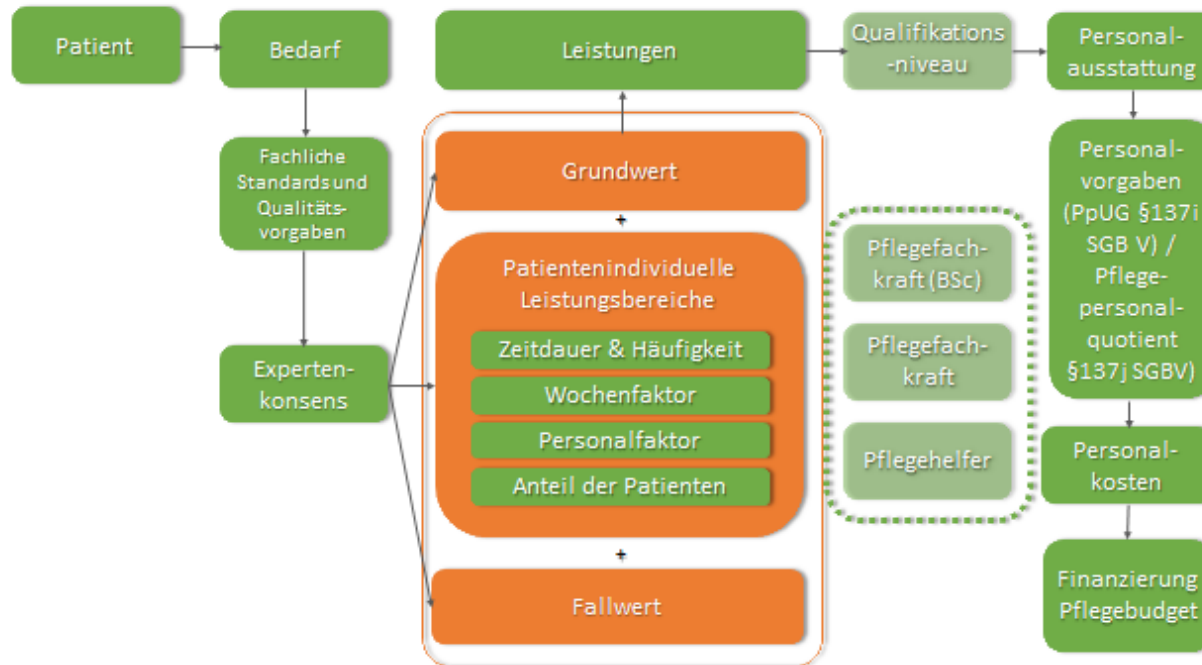 Patient
Bedarf
Fachliche
Standards und
Qualitäts-
vorgaben
Experten-
konsens
Leistungen
Grundwert
+
Patientenindividuelle
Leistungsbereiche
Zeitdauer & Häufigkeit
Wochenfaktor
Personalfaktor
Anteil der Patienten
+
Fallwert
Qualifikations
-niveau
Pflegefach-
kraft (BSc)
Pflegefach-
kraft
Pflegehelfer
Personal-
ausstattung
Personal-
vorgaben
(PpUG §137i
SGB V) /
Pflege-
personal-
quotient
§137j SGBV)
Personal-
kosten
Finanzierung
Pflegebudget